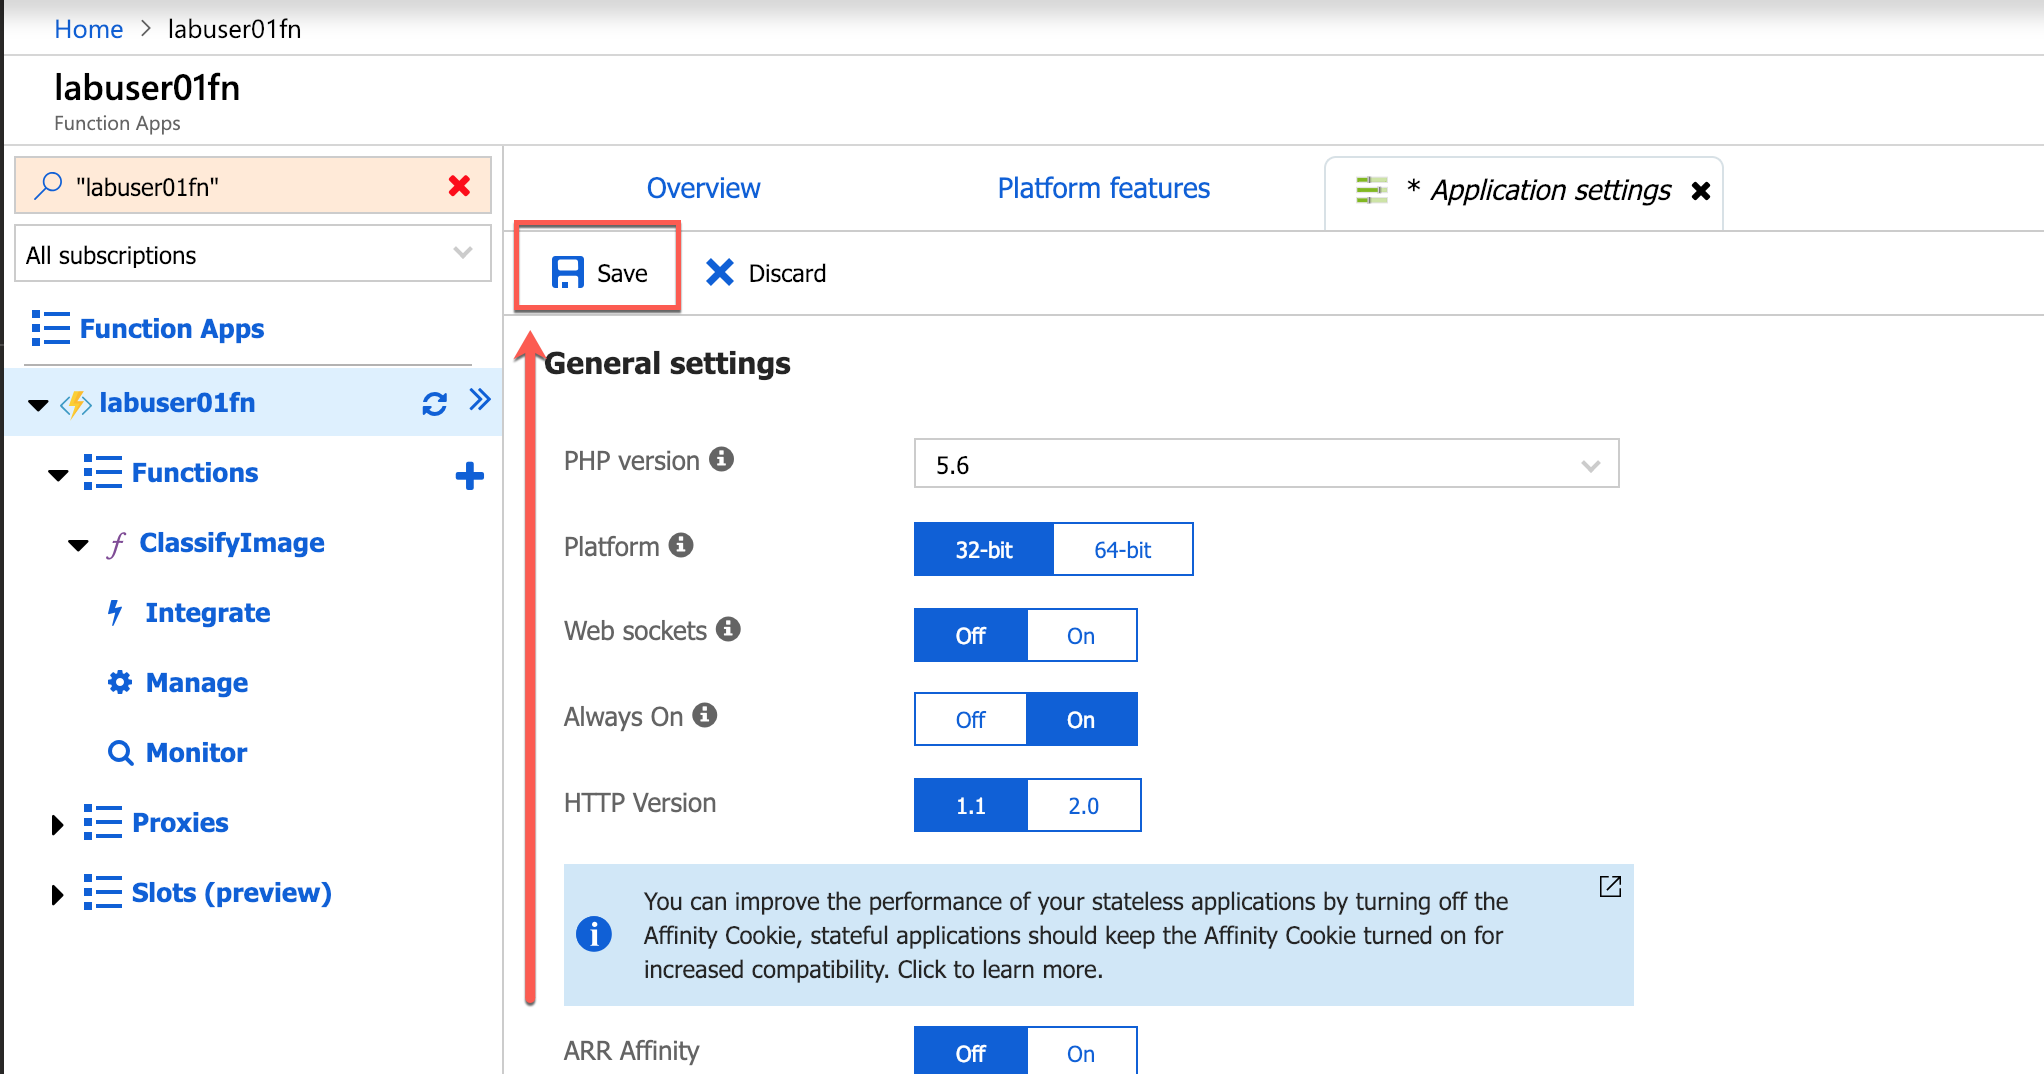 Home > labuser01fn
labuser01fn
Function Apps
"labuser01fn"
All subscriptions
Function Apps
labuser01fn
Functions
ClassifyImage
Integrate
Manage
Monitor
Proxies
Slots (preview)
Overview
Platform features
* Application settings
Save
Discard
General settings
PHP version
5.6
Platform
32-bit
64-bit
Web sockets
Off
On
Always On
Off
On
HTTP Version
1.1
2.0
You can improve the performance of your stateless applications by turning off the
Affinity Cookie, stateful applications should keep the Affinity Cookie turned on for
increased compatibility. Click to learn more.
ARR Affinity
Off
On